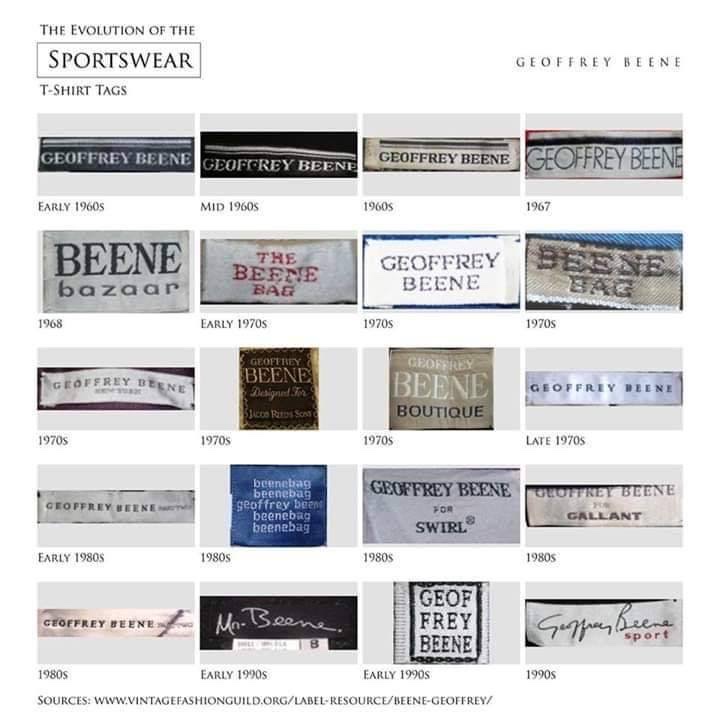 THE EVOLUTION OF THE
SPORTSWEAR
T-SHIRT TAGS
GEOFFREY BEENE
GEOFFREY BEENE
GEOFFREY BEENE
GEOFFREY BEENE
GEOFFREY BEENE
EARLY 1960S
MID 1960S
1960S
1967
BEENE
bazaar
THE
BEENE
BAG
GEOFFREY
BEENE
BEENE
BAG
1968
EARLY 1970S
1970S
1970S
GEOFFREY BEENE
GEOFFREY
BEENE
Designed For
JACOB REEDS SONS
GEOFFREY
BEENE
BOUTIQUE
GEOFFREY BEENE
1970S
1970S
1970S
LATE 1970S
GEOFFREY BEENE
beenebag
beenebag
geoffrey beene
beenebag
beenebag
GEOFFREY BEENE
FOR
SWIRL®
GEOFFREY BEENE
FOR
GALLANT
EARLY 1980S
1980S
1980S
1980S
GEOFFREY BEENE
Mr. Beene.
8
GEOF
FREY
BEENE
Geoffrey Beene
sport
1980S
EARLY 1990S
EARLY 1990S
1990S
SOURCES: WWW.VINTAGEFASHIONGUILD.ORG/LABEL-RESOURCE/BEENE-GEOFFREY/